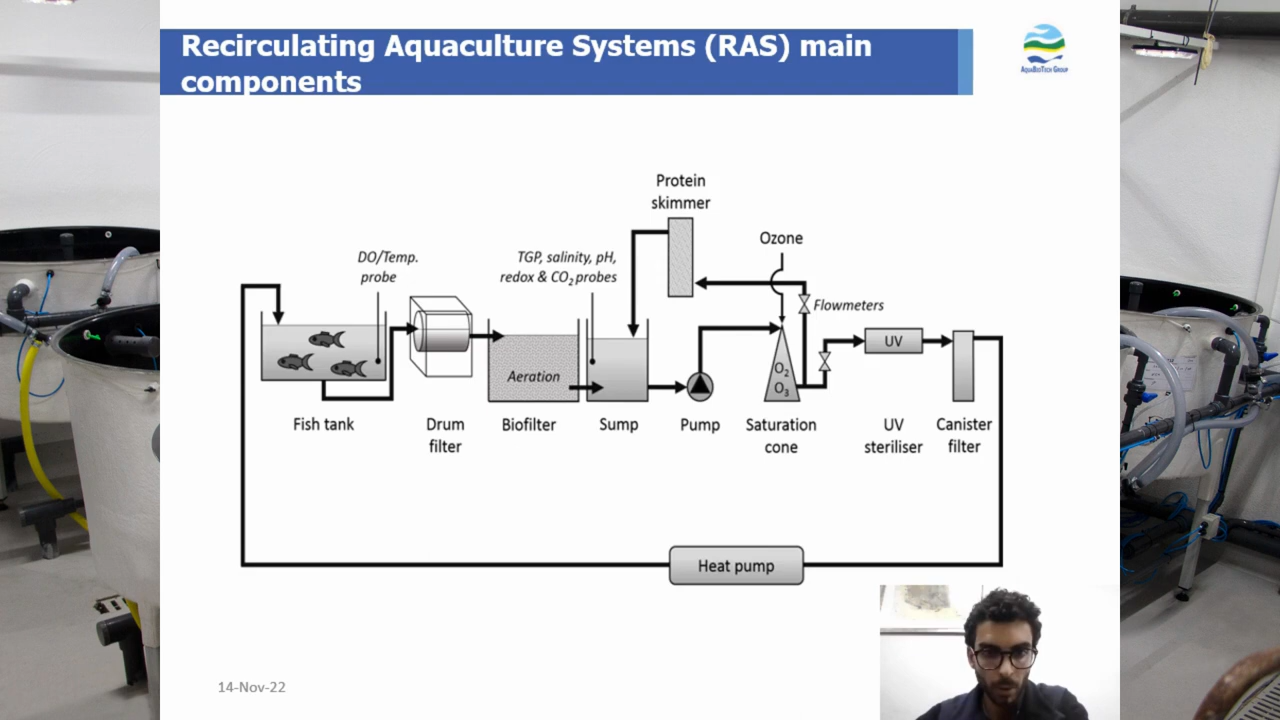 Recirculating Aquaculture Systems (RAS) main
components
AQUABIOTECH GROUP
Protein
skimmer
Ozone
DO/Temp.
probe
TGP, salinity, pH,
redox & CO₂ probes
Flowmeters
UV
Aeration
O₂
O₃
Fish tank
Drum
filter
Biofilter
Sump
Pump
Saturation
cone
UV
steriliser
Canister
filter
Heat pump
14-Nov-22